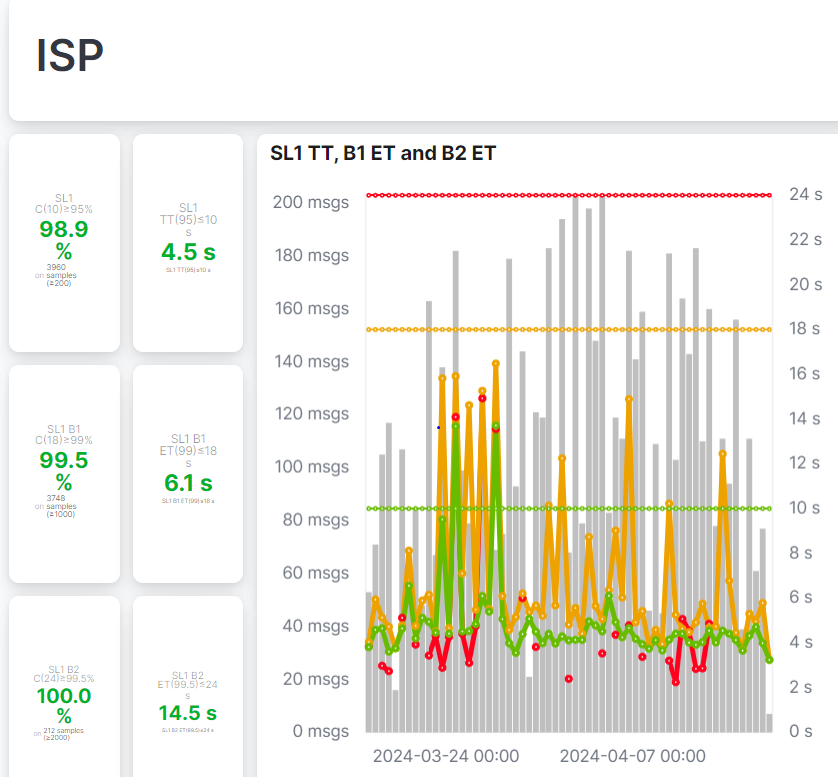 ISP
SL1
C(10)≥95%
98.9
%
3960
on samples
(≥200)
SL1
TT(95)≤10
s
4.5 s
SL1 TT(95)≤10 s
SL1 B1
C(18)≥99%
99.5
%
3748
on samples
(≥1000)
SL1 B1
ET(99)≤18
s
6.1 s
SL1 B1 ET(99)≤18 s
SL1 B2
C(24)≥99.5%
100.0
%
on 212 samples
(≥2000)
SL1 B2
ET(99.5)≤24
s
14.5 s
SL1 B2 ET(99.5)≤24 s
SL1 TT, B1 ET and B2 ET
200 msgs
180 msgs
160 msgs
140 msgs
120 msgs
100 msgs
80 msgs
60 msgs
40 msgs
20 msgs
0 msgs
24 s
22 s
20 s
18 s
16 s
14 s
12 s
10 s
8 s
6 s
4 s
2 s
0 s
2024-03-24 00:00
2024-04-07 00:00